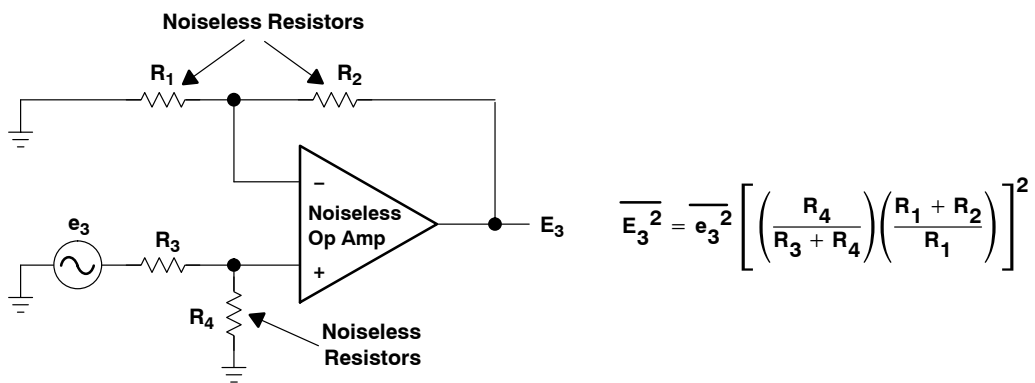 Noiseless Resistors
R1
R2
−
Noiseless
Op Amp
+
E3
e3
R3
R4
Noiseless
Resistors
E3² = e3² [(R4 / (R3 + R4)) ((R1 + R2) / R1)]²